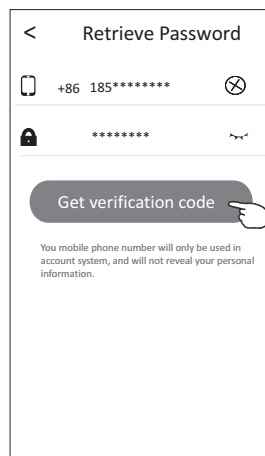 < Retrieve Password
+86 185********
********
Get verification code
You mobile phone number will only be used in
account system, and will not reveal your personal
information.